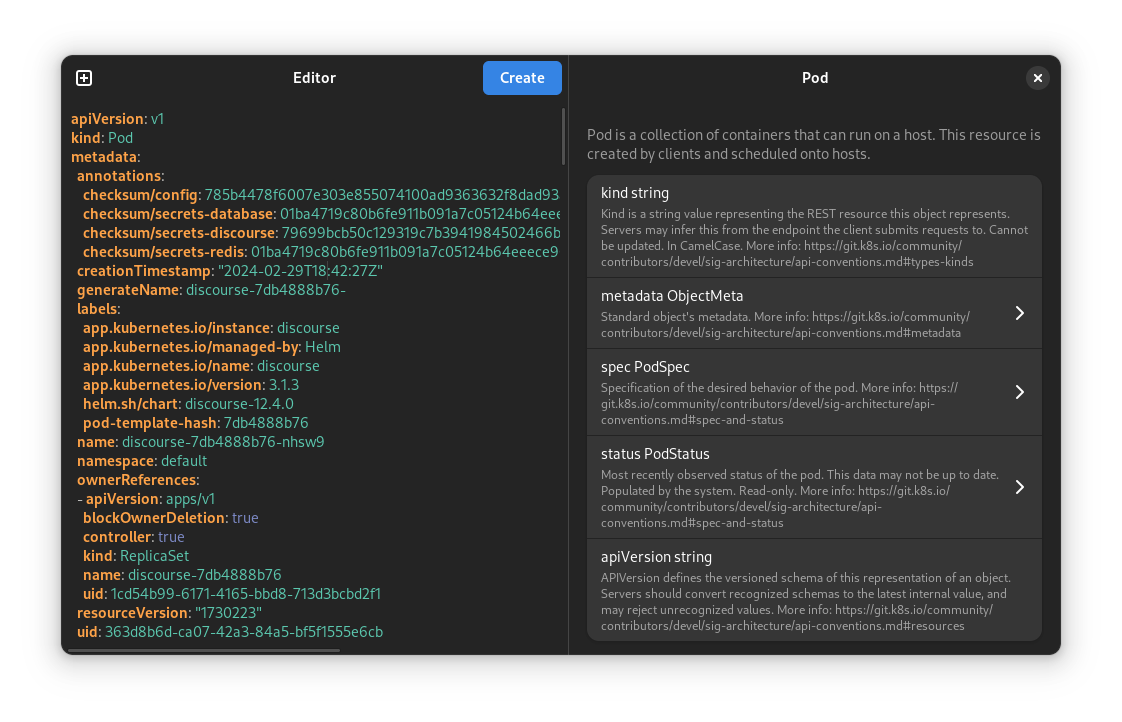 Editor
Create
apiVersion: v1
kind: Pod
metadata:
annotations:
checksum/config: 785b4478f6007e303e855074100ad9363632f8dad93
checksum/secrets-database: 01ba4719c80b6fe911b091a7c05124b64eee
checksum/secrets-discourse: 79699bcb50c129319c7b3941984502466b
checksum/secrets-redis: 01ba4719c80b6fe911b091a7c05124b64eeece9
creationTimestamp: "2024-02-29T18:42:27Z"
generateName: discourse-7db4888b76-
labels:
app.kubernetes.io/instance: discourse
app.kubernetes.io/managed-by: Helm
app.kubernetes.io/name: discourse
app.kubernetes.io/version: 3.1.3
helm.sh/chart: discourse-12.4.0
pod-template-hash: 7db4888b76
name: discourse-7db4888b76-nhsw9
namespace: default
ownerReferences:
- apiVersion: apps/v1
blockOwnerDeletion: true
controller: true
kind: ReplicaSet
name: discourse-7db4888b76
uid: 1cd54b99-6171-4165-bbd8-713d3bcbd2f1
resourceVersion: "1730223"
uid: 363d8b6d-ca07-42a3-84a5-bf5f1555e6cb
Pod
Pod is a collection of containers that can run on a host. This resource is
created by clients and scheduled onto hosts.
kind string
Kind is a string value representing the REST resource this object represents.
Servers may infer this from the endpoint the client submits requests to. Cannot
be updated. In CamelCase. More info: https://git.k8s.io/community/
contributors/devel/sig-architecture/api-conventions.md#types-kinds
metadata ObjectMeta
Standard object's metadata. More info: https://git.k8s.io/community/
contributors/devel/sig-architecture/api-conventions.md#metadata
spec PodSpec
Specification of the desired behavior of the pod. More info: https://
git.k8s.io/community/contributors/devel/sig-architecture/api-
conventions.md#spec-and-status
status PodStatus
Most recently observed status of the pod. This data may not be up to date.
Populated by the system. Read-only. More info: https://git.k8s.io/
community/contributors/devel/sig-architecture/api-
conventions.md#spec-and-status
apiVersion string
APIVersion defines the versioned schema of this representation of an object.
Servers should convert recognized schemas to the latest internal value, and
may reject unrecognized values. More info: https://git.k8s.io/community/
contributors/devel/sig-architecture/api-conventions.md#resources